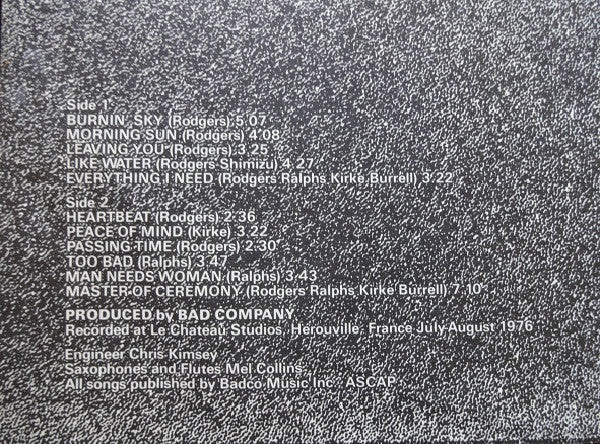 Side 1
BURNIN' SKY (Rodgers) 5.07
MORNING SUN (Rodgers) 4.08
LEAVING YOU (Rodgers) 3.25
LIKE WATER (Rodgers-Shimizu) 4.27
EVERYTHING I NEED (Rodgers Ralphs Kirke Burrell) 3.22
Side 2
HEARTBEAT (Rodgers) 2.36
PEACE OF MIND (Kirke) 3.22
PASSING TIME (Rodgers) 2.30
TOO BAD (Ralphs) 3.47
MAN NEEDS WOMAN (Ralphs) 3.43
MASTER OF CEREMONY (Rodgers Ralphs Kirke Burrell) 7.10
PRODUCED by BAD COMPANY
Recorded at Le Chateau Studios, Herouville, France July-August 1976
Engineer Chris Kimsey
Saxophones and Flutes Mel Collins
All songs published by Badco Music Inc. ASCAP